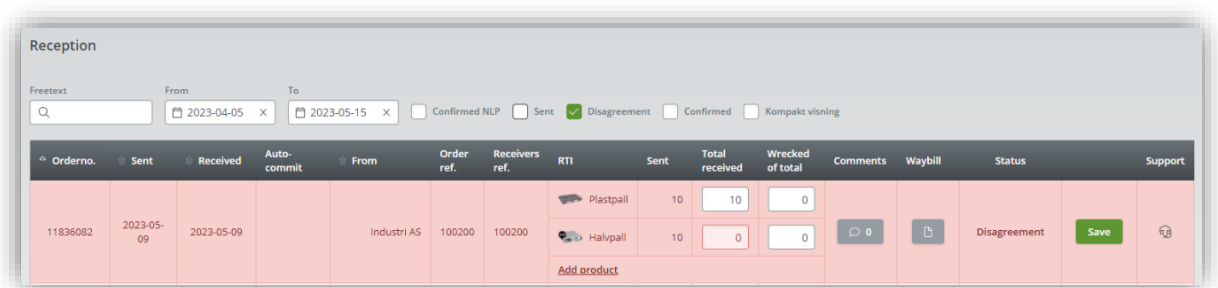 Reception
Freetext From To
2023-04-05 × 2023-05-15 × Confirmed NLP Sent Disagreement Confirmed Kompakt visning
Orderno. Sent Received Auto-commit From Order ref. Receivers ref. RTI Sent Total received Wrecked of total Comments Waybill Status Support
Plastpall 10 10 0
11836082 2023-05-09 2023-05-09 Industri AS 100200 100200 0 Disagreement Save
Halvpall 10 0 0
Add product